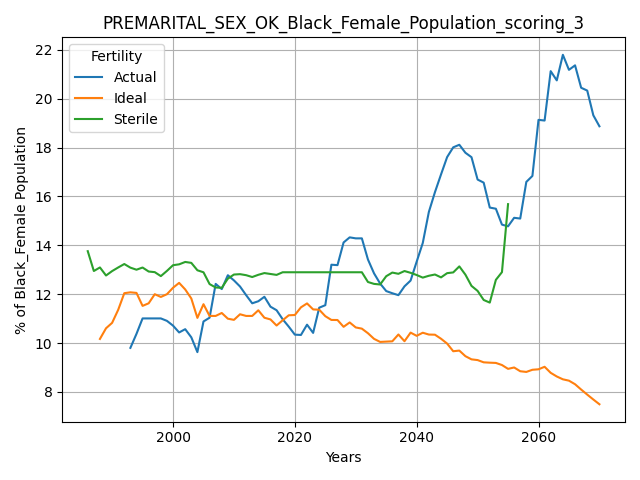 PREMARITAL_SEX_OK_Black_Female_Population_scoring_3
Fertility
Actual
Ideal
Sterile
% of Black_Female Population
22
20
18
16
14
12
10
8
2000
2020
2040
2060
Years